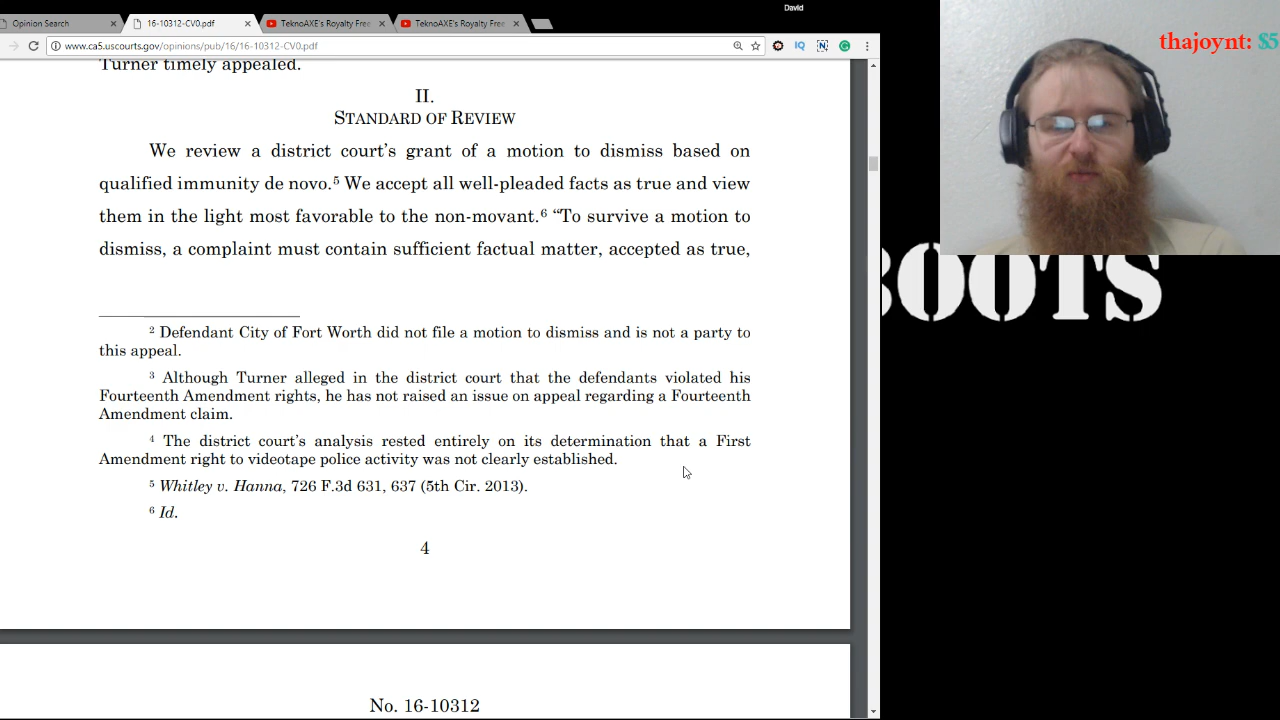 David
Opinion Search
16-10312-CV0.pdf
TeknoAXE's Royalty Free
TeknoAXE's Royalty Free
www.ca5.uscourts.gov/opinions/pub/16/16-10312-CV0.pdf
thajoynt: $5
Turner timely appealed.
II.
STANDARD OF REVIEW
We review a district court's grant of a motion to dismiss based on
qualified immunity de novo.5 We accept all well-pleaded facts as true and view
them in the light most favorable to the non-movant.6 “To survive a motion to
dismiss, a complaint must contain sufficient factual matter, accepted as true,
BOOTS
2 Defendant City of Fort Worth did not file a motion to dismiss and is not a party to
this appeal.
3 Although Turner alleged in the district court that the defendants violated his
Fourteenth Amendment rights, he has not raised an issue on appeal regarding a Fourteenth
Amendment claim.
4 The district court's analysis rested entirely on its determination that a First
Amendment right to videotape police activity was not clearly established.
5 Whitley v. Hanna, 726 F.3d 631, 637 (5th Cir. 2013).
6 Id.
4
No. 16-10312